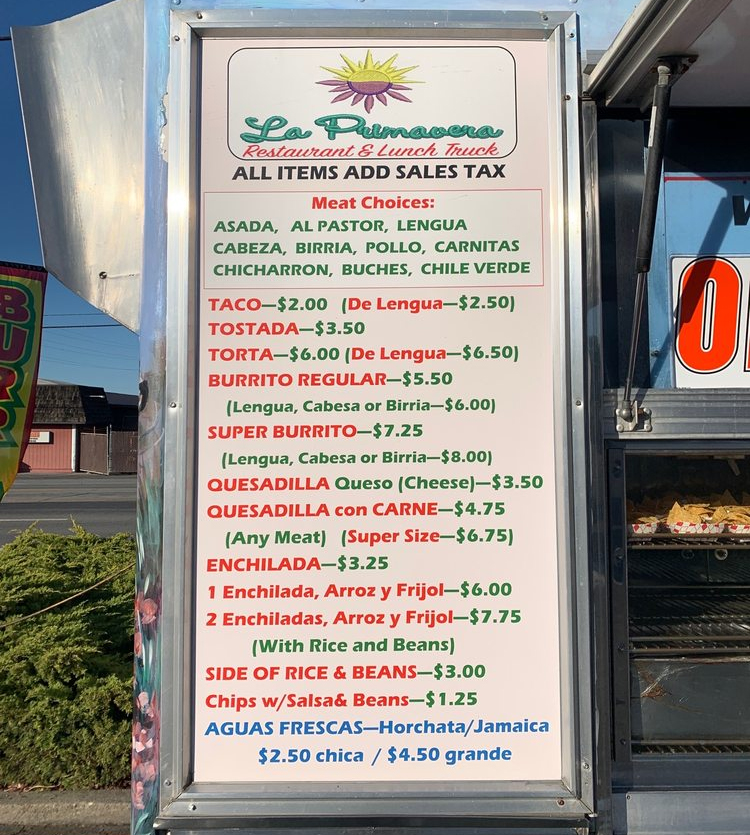 La Primavera
Restaurant & Lunch Truck
ALL ITEMS ADD SALES TAX
Meat Choices:
ASADA, AL PASTOR, LENGUA
CABEZA, BIRRIA, POLLO, CARNITAS
CHICHARRON, BUCHES, CHILE VERDE
TACO—$2.00 (De Lengua—$2.50)
TOSTADA—$3.50
TORTA—$6.00 (De Lengua—$6.50)
BURRITO REGULAR—$5.50
(Lengua, Cabesa or Birria—$6.00)
SUPER BURRITO—$7.25
(Lengua, Cabesa or Birria—$8.00)
QUESADILLA Queso (Cheese)—$3.50
QUESADILLA con CARNE—$4.75
(Any Meat) (Super Size—$6.75)
ENCHILADA—$3.25
1 Enchilada, Arroz y Frijol—$6.00
2 Enchiladas, Arroz y Frijol—$7.75
(With Rice and Beans)
SIDE OF RICE & BEANS—$3.00
Chips w/Salsa& Beans—$1.25
AGUAS FRESCAS—Horchata/Jamaica
$2.50 chica / $4.50 grande